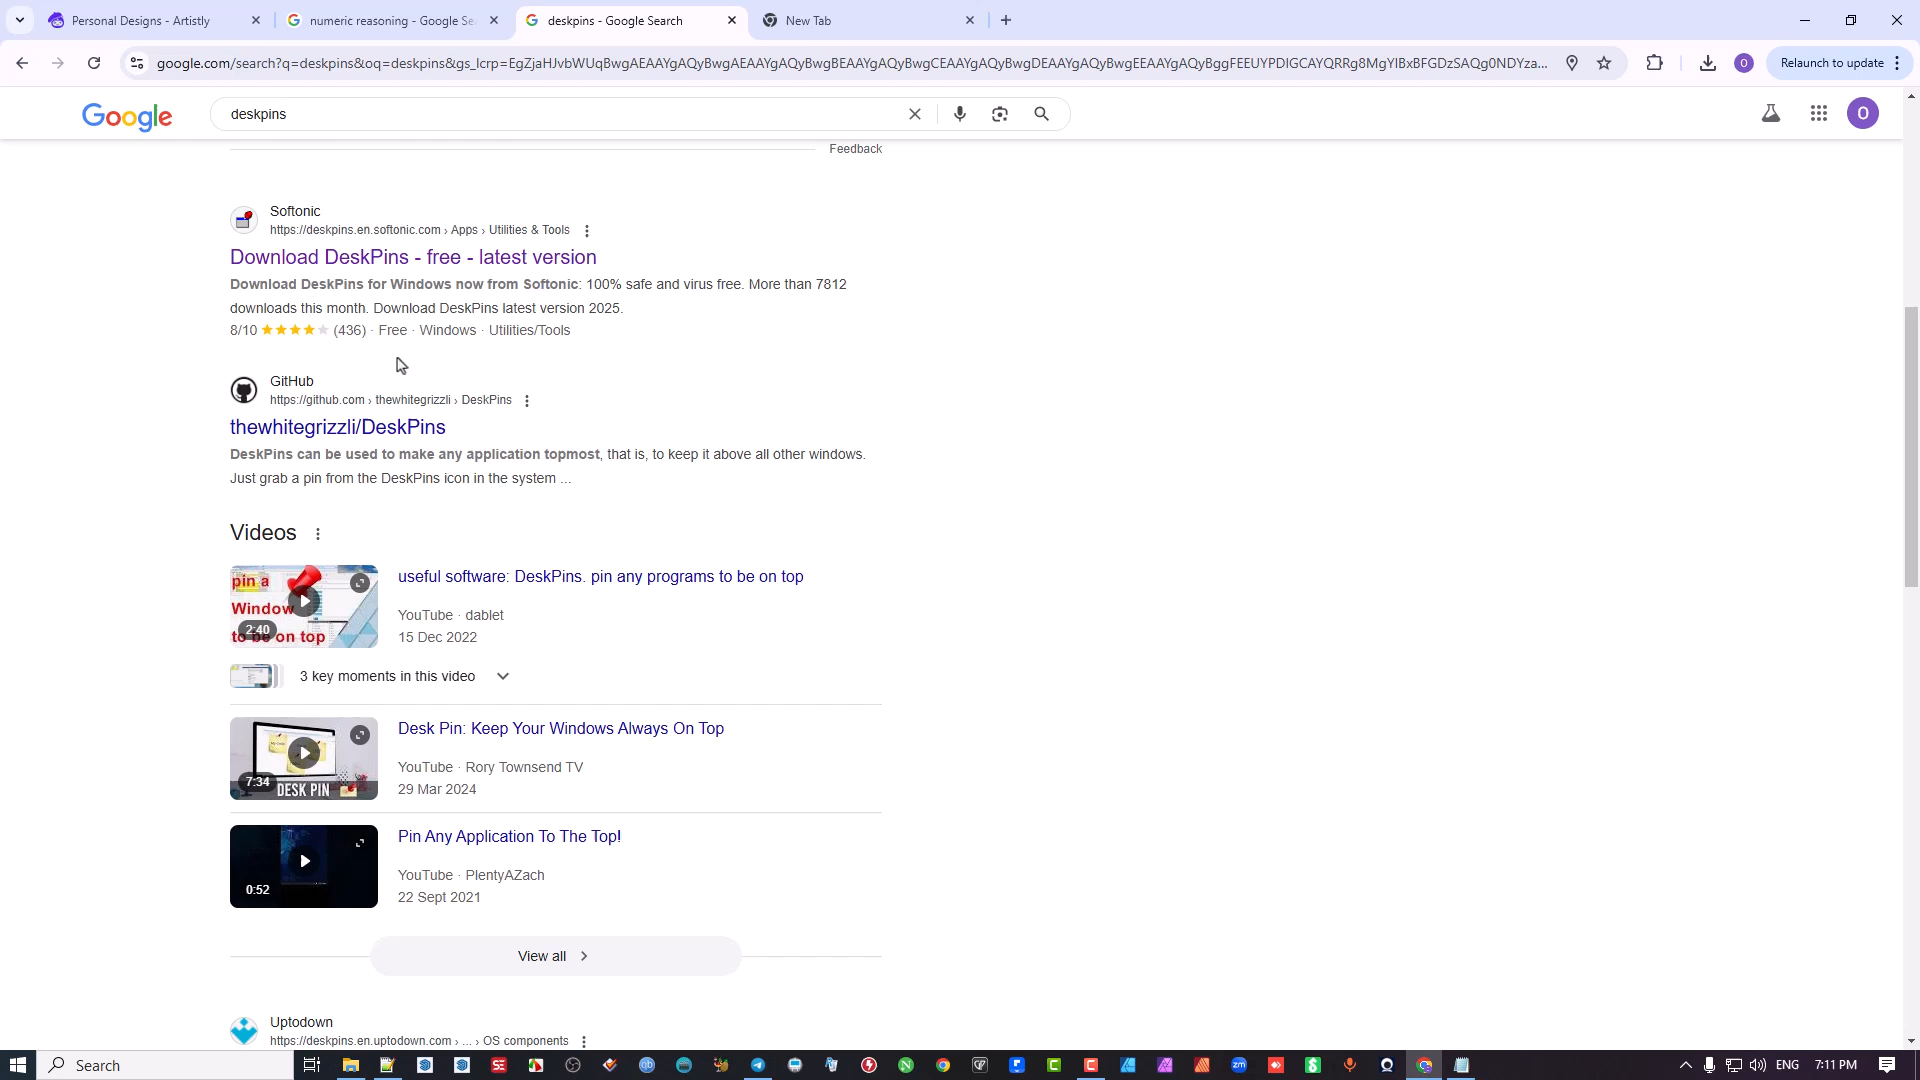 Personal Designs - Artistly
numeric reasoning - Google Se
deskpins - Google Search
New Tab
google.com/search?q=deskpins&oq=deskpins&gs_lcrp=EgZjaHJvbWUqBwgAEAAYgAQyBwgAEAAYgAQyBwgBEAAYgAQyBwgCEAAYgAQyBwgDEAAYgAQyBwgEEAAYgAQyBggFEEUYPDIGCAYQRRg8MgYIBxBFGDzSAQg0NDYza...
O
Relaunch to update
Google
deskpins
O
Feedback
Softonic
https://deskpins.en.softonic.com › Apps › Utilities & Tools
Download DeskPins - free - latest version
Download DeskPins for Windows now from Softonic: 100% safe and virus free. More than 7812
downloads this month. Download DeskPins latest version 2025.
8/10 (436) · Free · Windows · Utilities/Tools
GitHub
https://github.com › thewhitegrizzli › DeskPins
thewhitegrizzli/DeskPins
DeskPins can be used to make any application topmost, that is, to keep it above all other windows.
Just grab a pin from the DeskPins icon in the system ...
Videos
pin a
Window
to be on top
2:40
useful software: DeskPins. pin any programs to be on top
YouTube · dablet
15 Dec 2022
3 key moments in this video
7:34
DESK PIN
Desk Pin: Keep Your Windows Always On Top
YouTube · Rory Townsend TV
29 Mar 2024
0:52
Pin Any Application To The Top!
YouTube · PlentyAZach
22 Sept 2021
View all
Uptodown
https://deskpins.en.uptodown.com › ... › OS components
Search
SE
qb
zm
ENG
7:11 PM